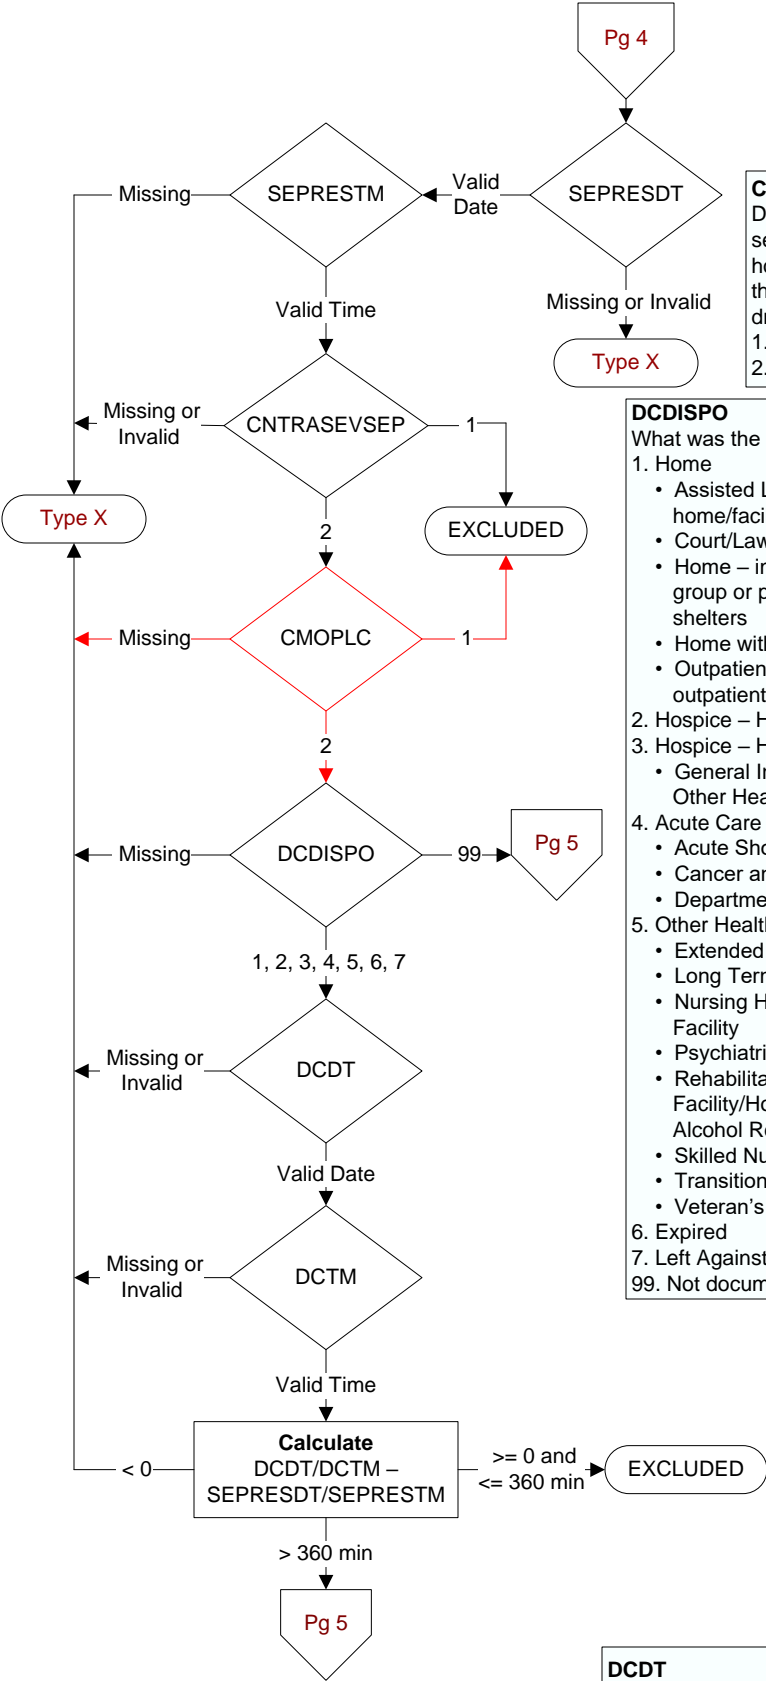 Pg 4
SEPRESTM
Valid
Date
SEPRESDT
Missing
Valid Time
Missing or Invalid
Type X
CNTRASEVSEP
Missing or
Invalid
1
Type X
2
EXCLUDED
CMOPLC
Missing
1
2
DCDISPO
Missing
99
Pg 5
1, 2, 3, 4, 5, 6, 7
DCDT
Missing or
Invalid
Valid Date
DCTM
Missing or
Invalid
Valid Time
Calculate
DCDT/DCTM –
SEPRESDT/SEPRESTM
< 0
>= 0 and
<= 360 min
EXCLUDED
> 360 min
Pg 5
1.
2.
DCDISPO
What was the
1. Home
• Assisted
home/faci
• Court/Law
• Home – in
group or p
shelters
• Home with
• Outpatien
outpatient
2. Hospice – H
3. Hospice – H
• General In
Other Hea
4. Acute Care
• Acute Sho
• Cancer an
• Departme
5. Other Health
• Extended
• Long Term
• Nursing H
Facility
• Psychiatri
• Rehabilita
Facility/Ho
Alcohol Re
• Skilled Nu
• Transition
• Veteran's
6. Expired
7. Left Against
99. Not docum
DCDT